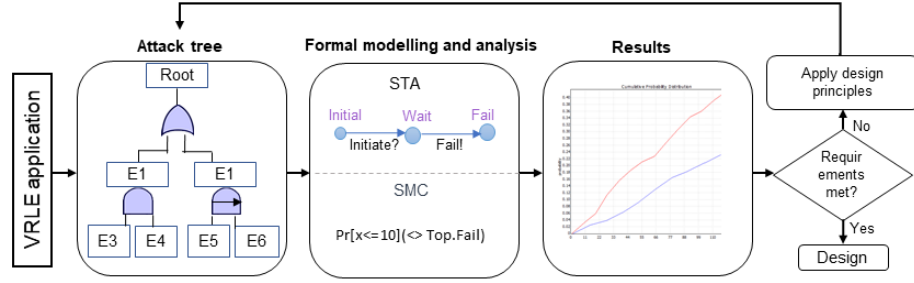 VRLE application
Attack tree
Root
E1
E1
E3
E4
E5
E6
Formal modelling and analysis
STA
Initial
Wait
Fail
Initiate?
Fail!
SMC
Pr[x<=10](<> Top.Fail)
Results
Cumulative Probability Distribution
probability
Apply design
principles
No
Requir
ements
met?
Yes
Design